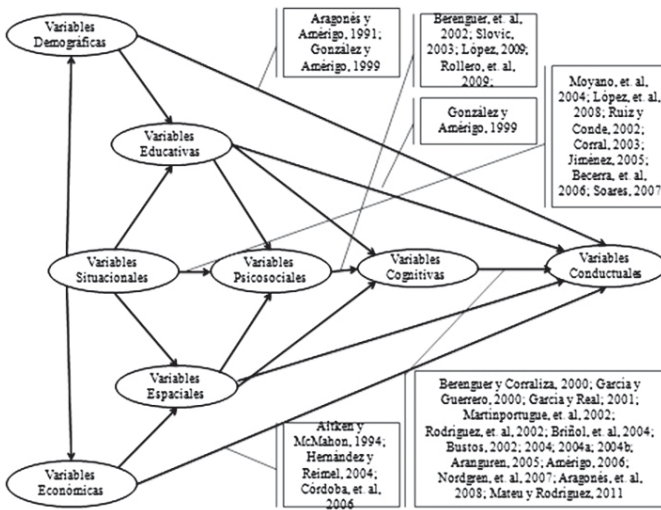 Variables
Demográficas
Aragonés y
Amérigo, 1991;
González y
Amérigo, 1999
Berenguer, et. al,
2002; Slovic,
2003; López, 2009;
Rollero, et. al,
2009;
Moyano, et. al,
2004; López, et. al,
2008; Ruiz y
Conde, 2002;
Corral, 2003;
Jiménez, 2005;
Becerra, et. al,
2006; Soares, 2007
González y
Amérigo, 1999
Variables
Educativas
Variables
Situacionales
Variables
Psicosociales
Variables
Cognitivas
Variables
Conductuales
Variables
Espaciales
Variables
Económicas
Aitken y
McMahon, 1994;
Hernández y
Reimel, 2004;
Córdoba, et. al,
2006
Berenguer y Corraliza, 2000; García y
Guerrero, 2000; García y Real; 2001;
Martinportugue, et. al, 2002;
Rodríguez, et. al, 2002; Briñol, et. al, 2004;
Bustos, 2002; 2004; 2004a; 2004b;
Aranguren, 2005; Amérigo, 2006;
Nordgren, et. al, 2007; Aragonés, et. al,
2008; Mateu y Rodríguez, 2011